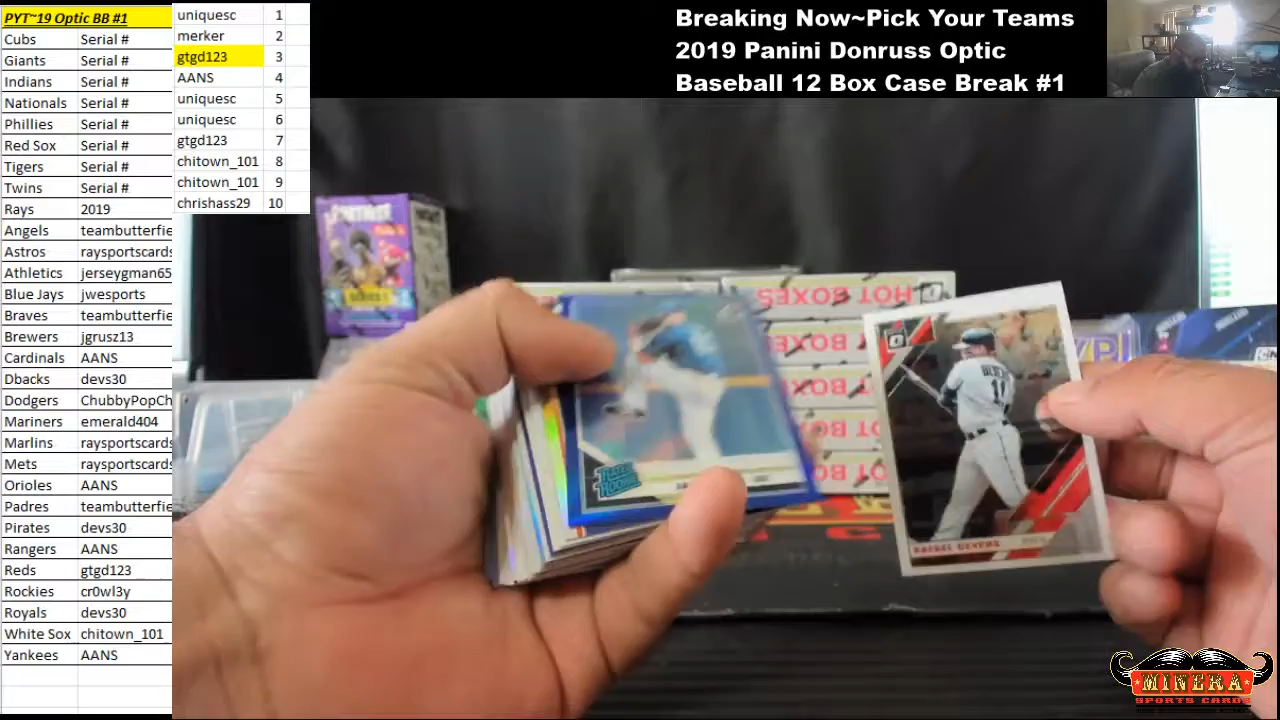 PYT~19 Optic BB #1
Cubs Serial #
Giants Serial #
Indians Serial #
Nationals Serial #
Phillies Serial #
Red Sox Serial #
Tigers Serial #
Twins Serial #
Rays 2019
Angels teambutterfie
Astros raysportscards
Athletics jerseygman65
Blue Jays jwesports
Braves teambutterfie
Brewers jgrusz13
Cardinals AANS
Dbacks devs30
Dodgers ChubbyPopCh
Mariners emerald404
Marlins raysportscards
Mets raysportscards
Orioles AANS
Padres teambutterfie
Pirates devs30
Rangers AANS
Reds gtgd123
Rockies cr0wl3y
Royals devs30
White Sox chitown_101
Yankees AANS
uniquesc 1
merker 2
gtgd123 3
AANS 4
uniquesc 5
uniquesc 6
gtgd123 7
chitown_101 8
chitown_101 9
chrishass29 10
Breaking Now~Pick Your Teams
2019 Panini Donruss Optic
Baseball 12 Box Case Break #1
HOT BOXES
BOXES
BOXES
RATED
ROOKIE
RAFAEL DEVERS
MINERA
SPORTS CARDS